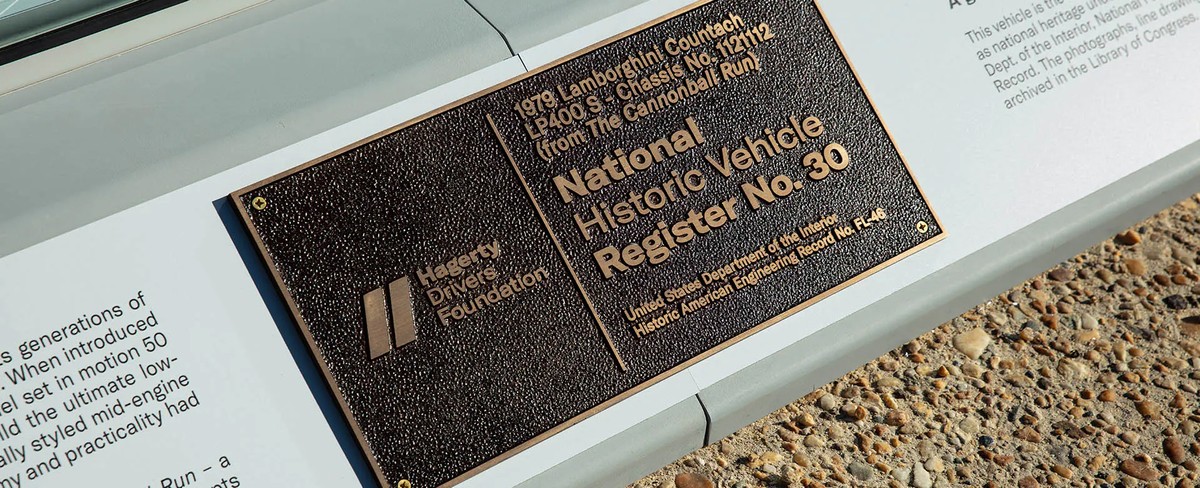 s generations of
. When introduced
el set in motion 50
ld the ultimate low-
ally styled mid-engine
my and practicality had
Run – a
pts
Hagerty
Drivers
Foundation
1979 Lamborghini Countach
LP400 S - Chassis No. 1121112
(from The Cannonball Run)
National
Historic Vehicle
Register No. 30
United States Department of the Interior
Historic American Engineering Record No. FL-46
This vehicle is the
as national heritage und
Dept. of the Interior, National
Record. The photographs, line drawi
archived in the Library of Congress